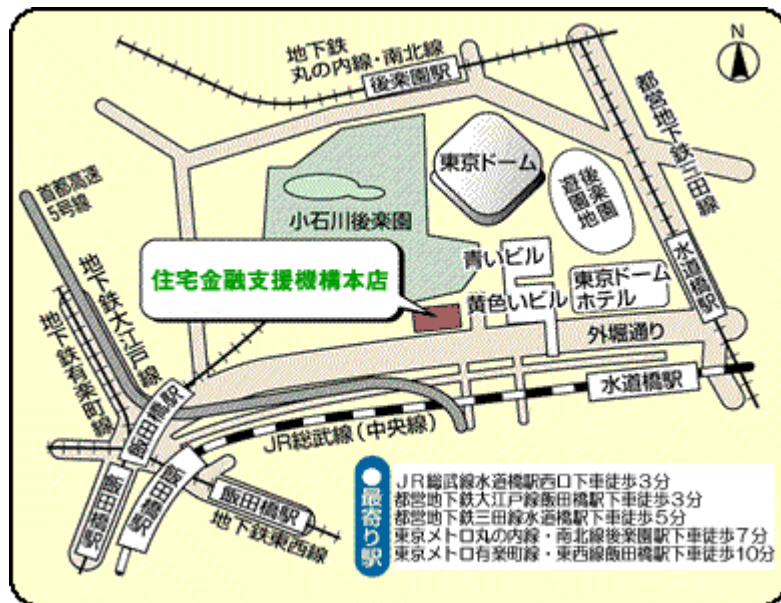 地下鉄
丸の内線・南北線
後楽園駅
N
都営地下鉄三田線
首都高速
5号線
東京ドーム
後楽園
遊園地
小石川後楽園
青いビル
住宅金融支援機構本店
黄色いビル
東京ドーム
ホテル
水道橋駅
地下鉄大江戸線
地下鉄有楽町線
外堀通り
飯田橋駅
水道橋駅
JR総武線(中央線)
飯田橋駅
飯田橋駅
飯田橋駅
地下鉄東西線
●最寄り駅
JR総武線水道橋駅西口下車徒歩3分
都営地下鉄大江戸線飯田橋駅下車徒歩3分
都営地下鉄三田線水道橋駅下車徒歩5分
東京メトロ丸の内線・南北線後楽園駅下車徒歩7分
東京メトロ有楽町線・東西線飯田橋駅下車徒歩10分